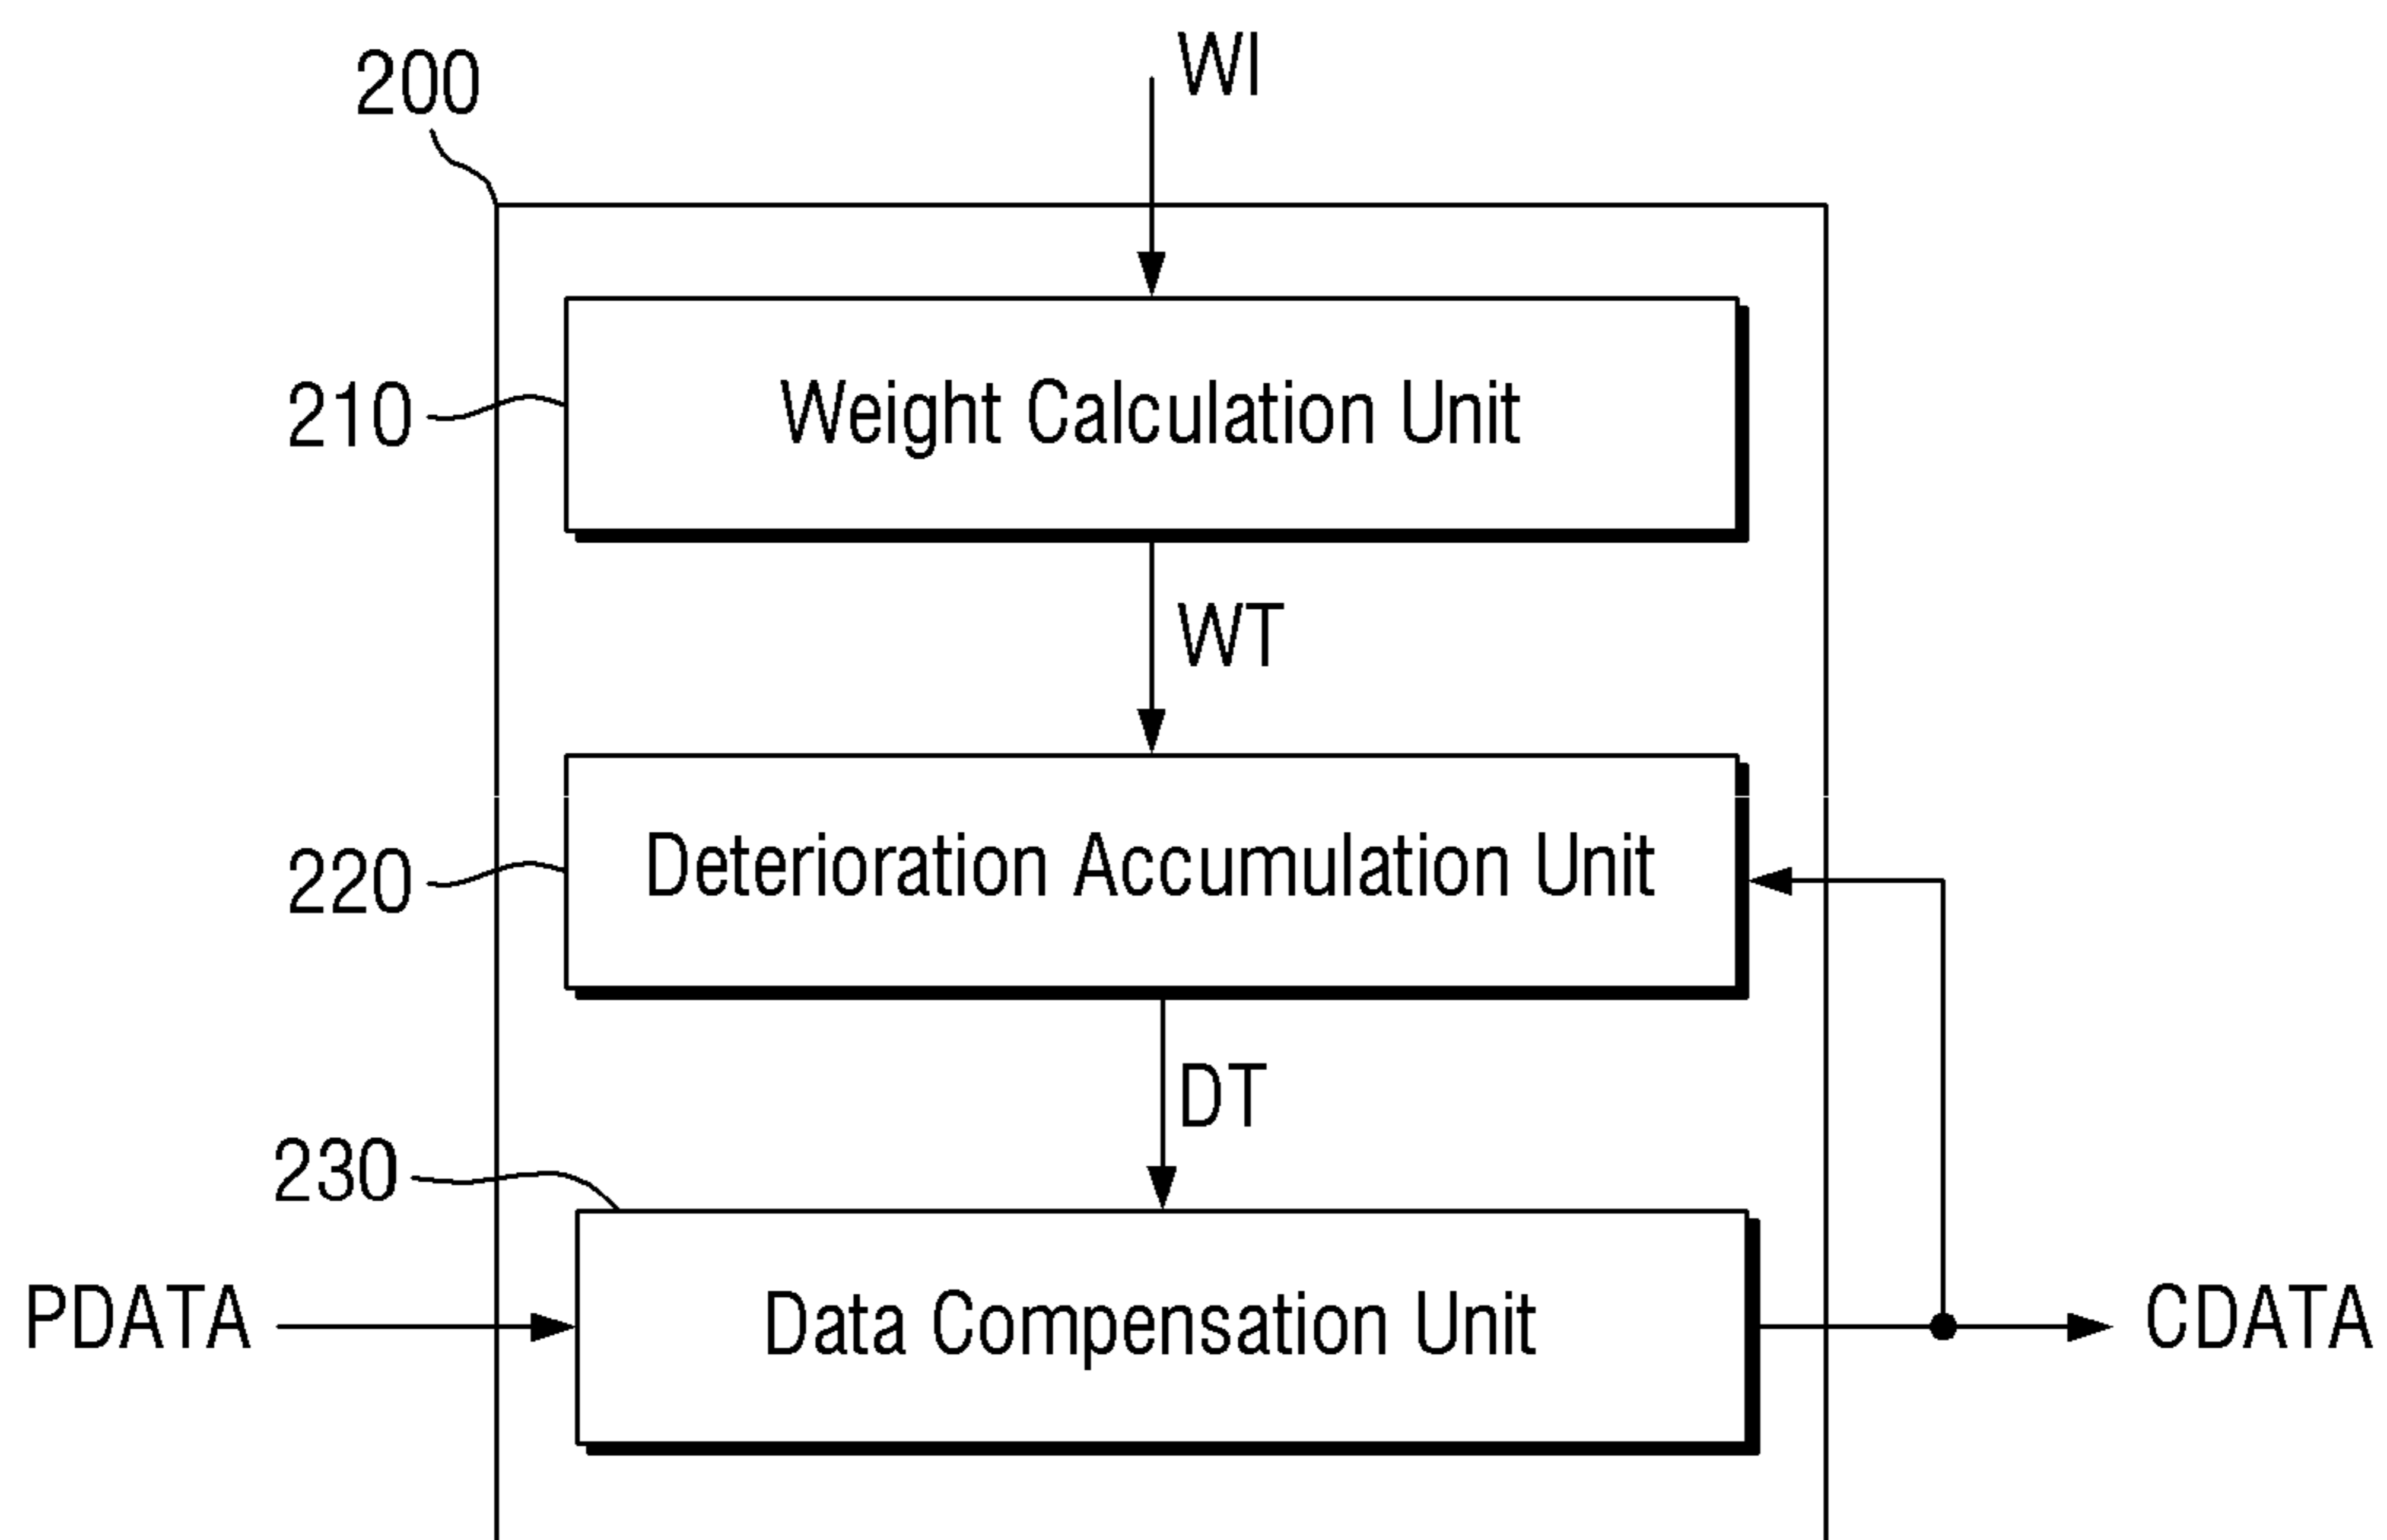 WI
200
210
Weight Calculation Unit
WT
220
Deterioration Accumulation Unit
DT
230
PDATA
Data Compensation Unit
CDATA